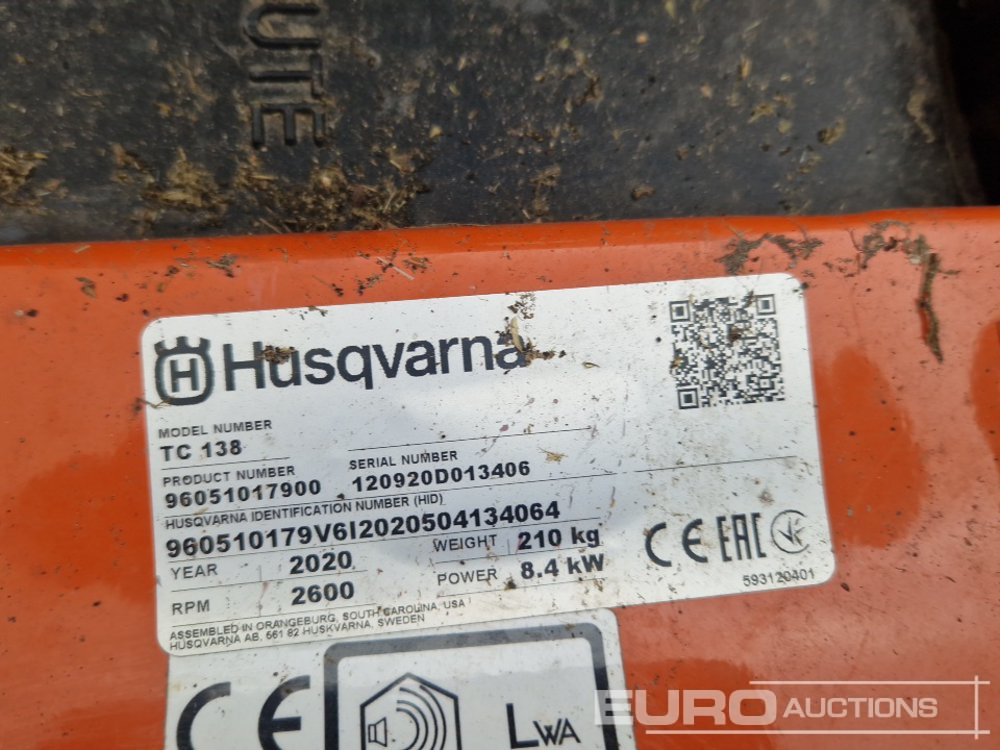 UTE
H Husqvarna
MODEL NUMBER
TC 138
PRODUCT NUMBER SERIAL NUMBER
96051017900 120920D013406
HUSQVARNA IDENTIFICATION NUMBER (HID)
960510179V6I2020504134064
YEAR 2020 WEIGHT 210 kg
RPM 2600 POWER 8.4 kW
CE EAC
593120401
ASSEMBLED IN ORANGEBURG, SOUTH CAROLINA, USA
HUSQVARNA AB, 561 82 HUSKVARNA, SWEDEN
CE LWA
EURO AUCTIONS